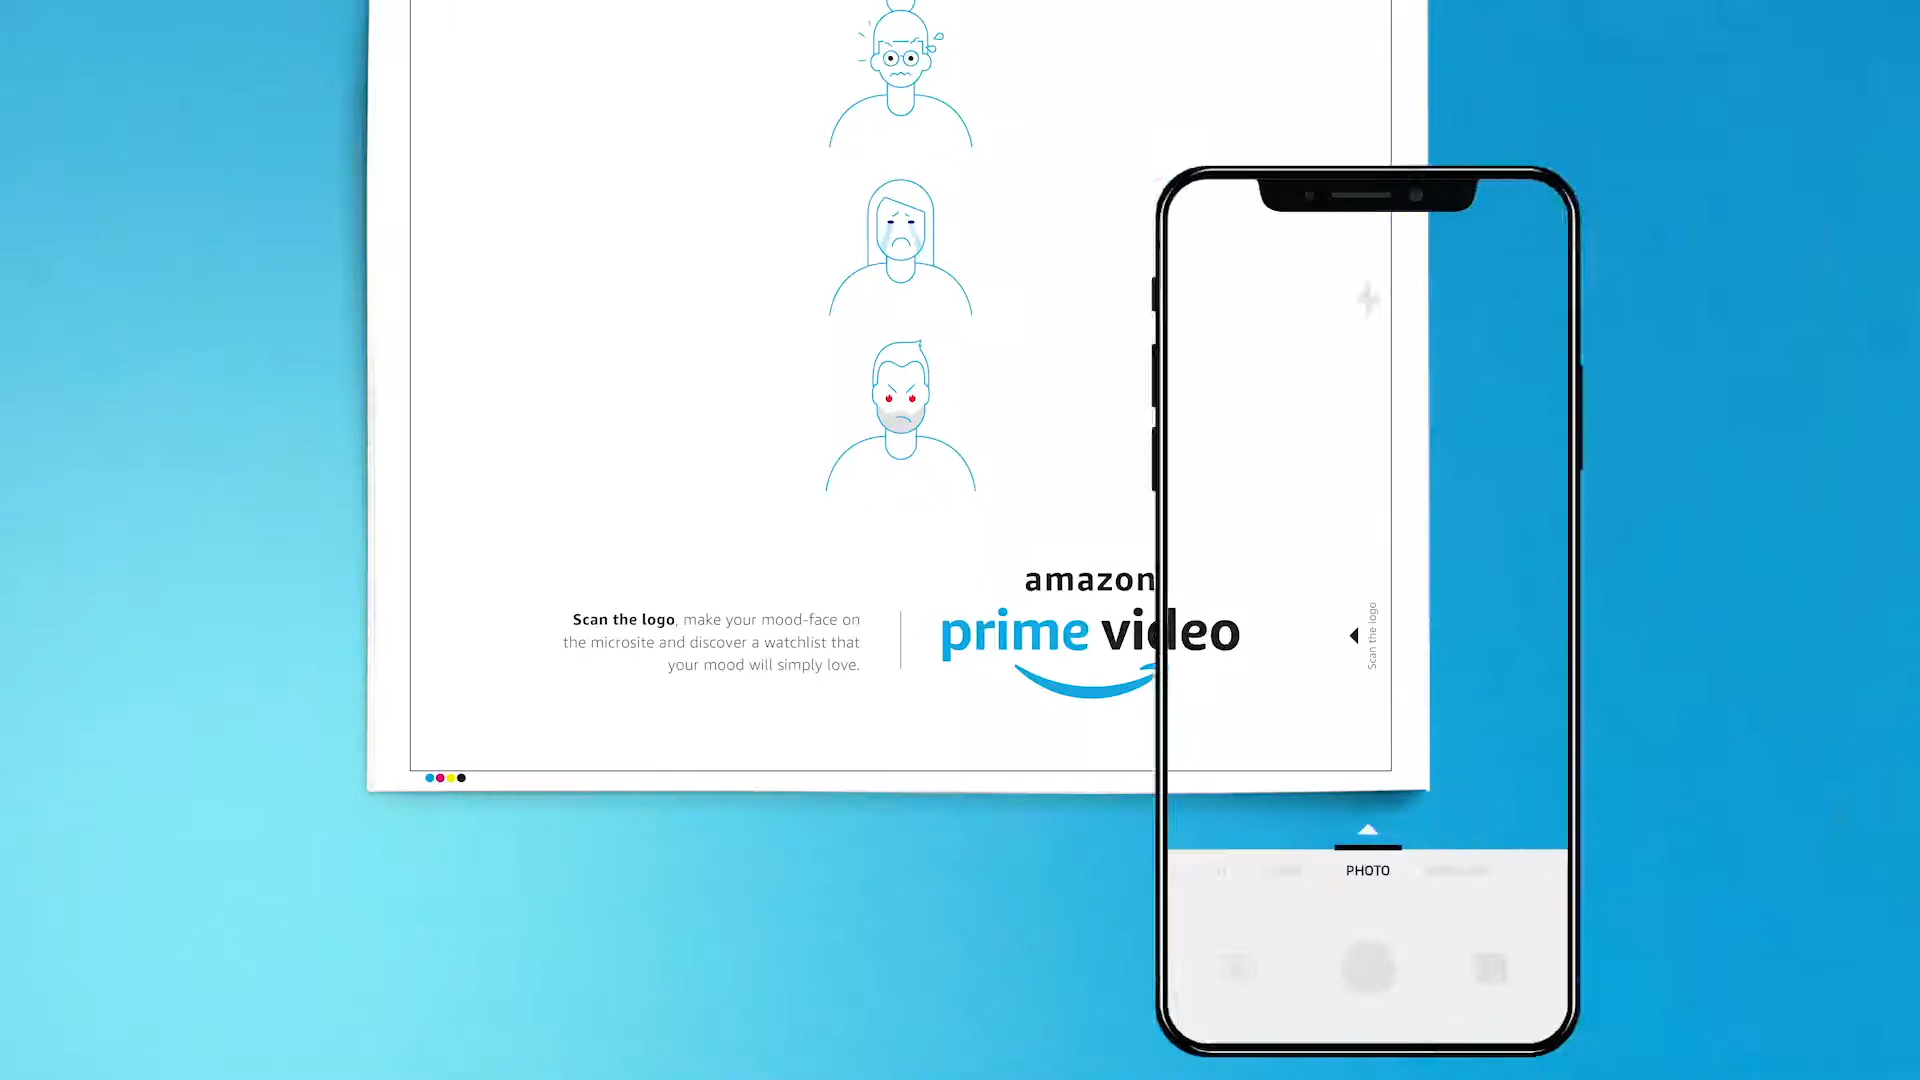 Scan the logo, make your mood-face on
the microsite and discover a watchlist that
your mood will simply love.
amazon
prime video
Scan the logo
PHOTO